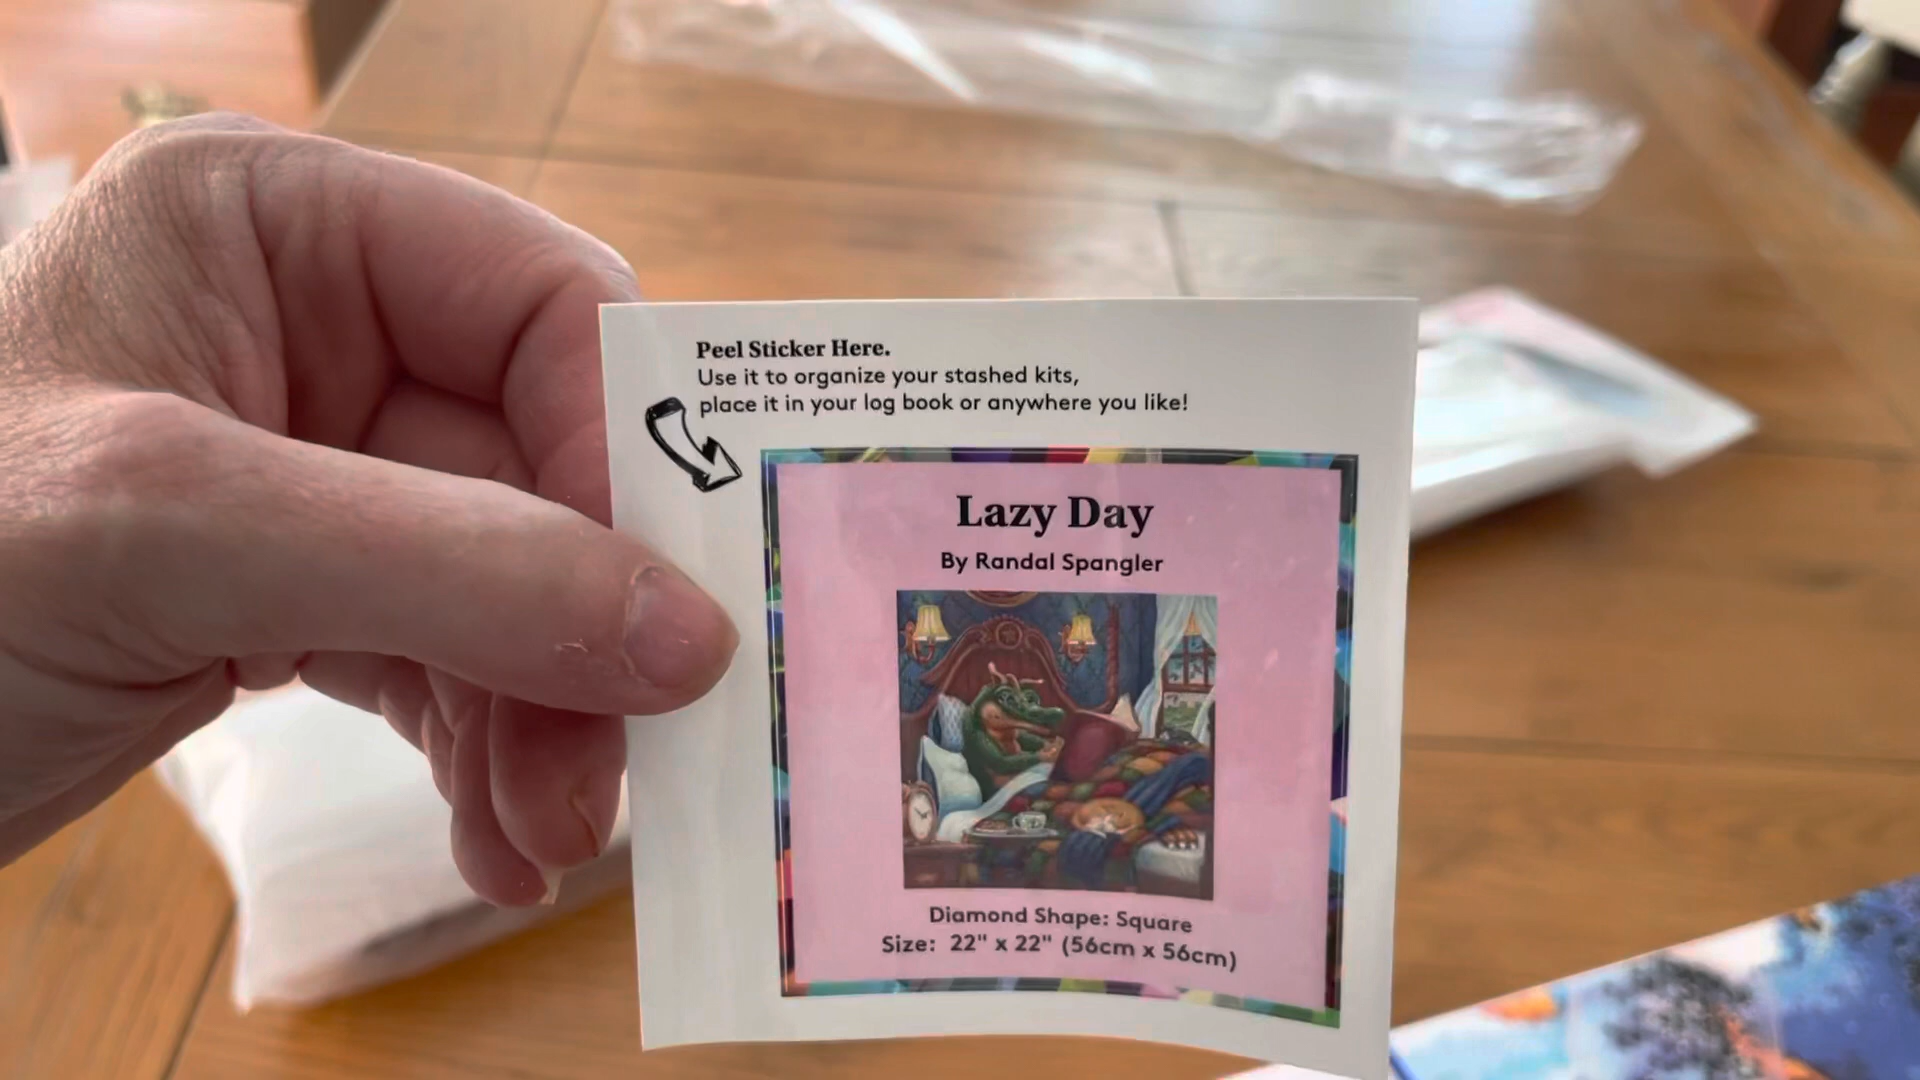 Peel Sticker Here.
Use it to organize your stashed kits,
place it in your log book or anywhere you like!
Lazy Day
By Randal Spangler
Diamond Shape: Square
Size: 22" x 22" (56cm x 56cm)